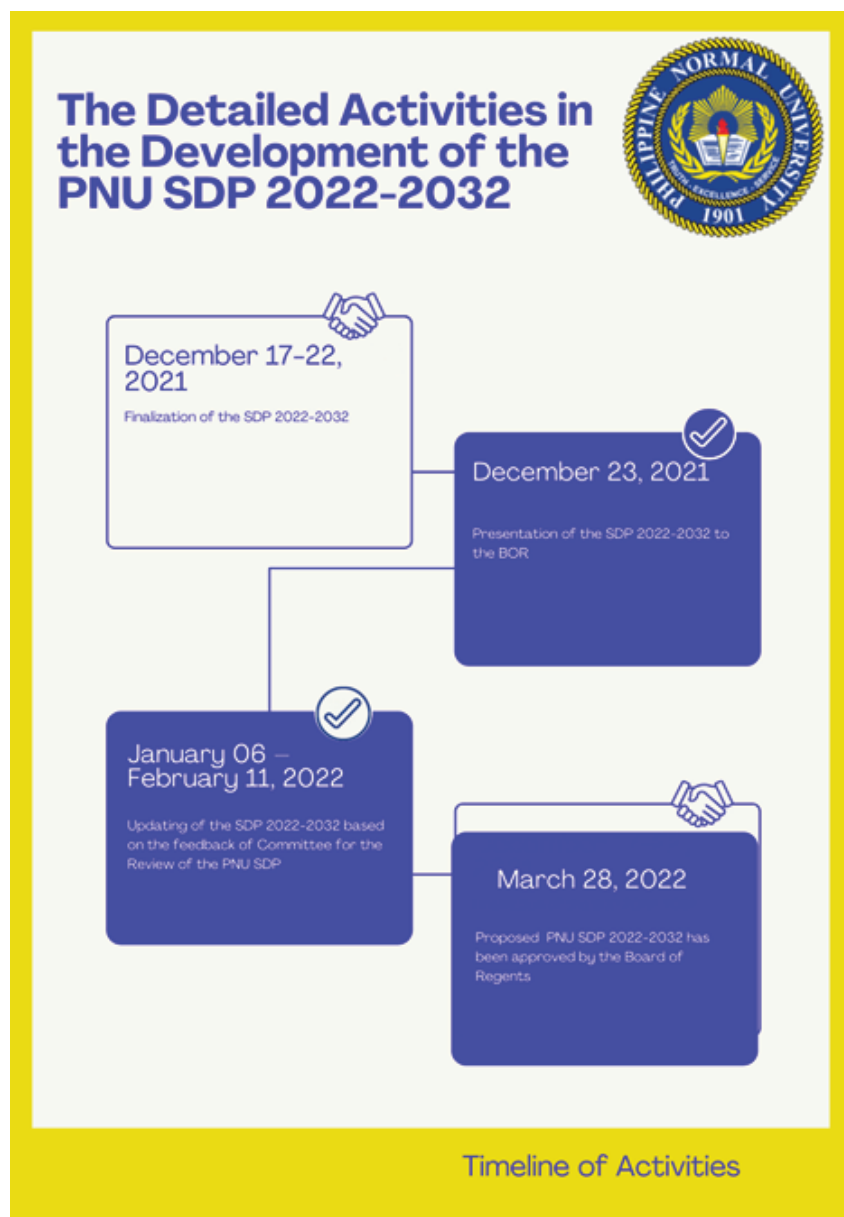 The Detailed Activities in
the Development of the
PNU SDP 2022-2032
PHILIPPINE NORMAL UNIVERSITY
TRUTH - EXCELLENCE - SERVICE
1901
December 17-22,
2021
Finalization of the SDP 2022-2032
December 23, 2021
Presentation of the SDP 2022-2032 to
the BOR
January 06 –
February 11, 2022
Updating of the SDP 2022-2032 based
on the feedback of Committee for the
Review of the PNU SDP
March 28, 2022
Proposed PNU SDP 2022-2032 has
been approved by the Board of
Regents
Timeline of Activities